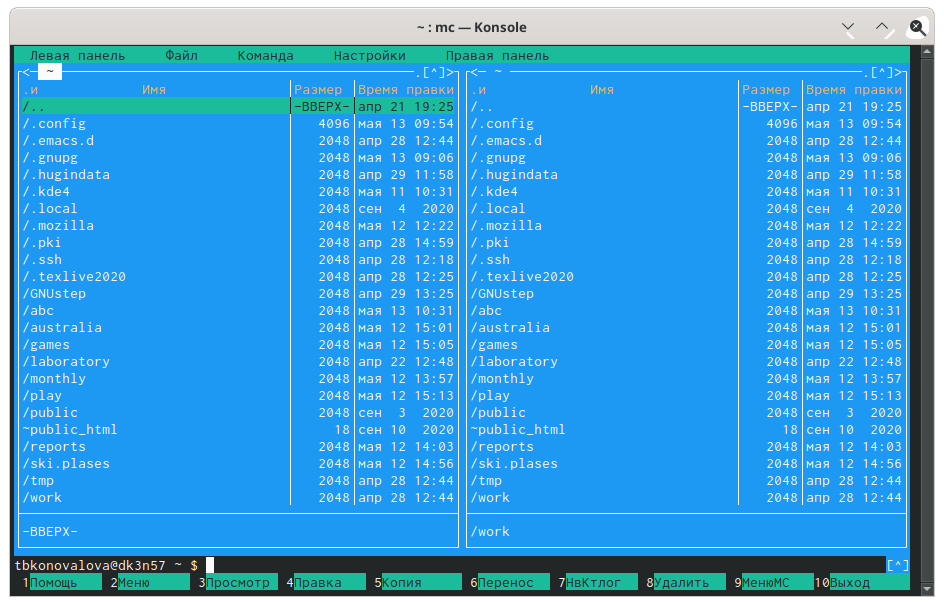 ~ : mc — Konsole
Левая панель Файл Команда Настройки Правая панель
<─ ~ ─.[^]>  <─ ~ ─.[^]>
.и Имя Размер Время правки .и Имя Размер Время правки
/.. -ВВЕРХ- апр 21 19:25 /.. -ВВЕРХ- апр 21 19:25
/.config 4096 мая 13 09:54 /.config 4096 мая 13 09:54
/.emacs.d 2048 апр 28 12:44 /.emacs.d 2048 апр 28 12:44
/.gnupg 2048 мая 13 09:06 /.gnupg 2048 мая 13 09:06
/.hugindata 2048 апр 29 11:58 /.hugindata 2048 апр 29 11:58
/.kde4 2048 мая 11 10:31 /.kde4 2048 мая 11 10:31
/.local 2048 сен 4 2020 /.local 2048 сен 4 2020
/.mozilla 2048 мая 12 12:22 /.mozilla 2048 мая 12 12:22
/.pki 2048 апр 28 14:59 /.pki 2048 апр 28 14:59
/.ssh 2048 апр 28 12:18 /.ssh 2048 апр 28 12:18
/.texlive2020 2048 апр 28 12:25 /.texlive2020 2048 апр 28 12:25
/GNUstep 2048 апр 29 13:25 /GNUstep 2048 апр 29 13:25
/abc 2048 мая 13 10:31 /abc 2048 мая 13 10:31
/australia 2048 мая 12 15:01 /australia 2048 мая 12 15:01
/games 2048 мая 12 15:05 /games 2048 мая 12 15:05
/laboratory 2048 апр 22 12:48 /laboratory 2048 апр 22 12:48
/monthly 2048 мая 12 13:57 /monthly 2048 мая 12 13:57
/play 2048 мая 12 15:13 /play 2048 мая 12 15:13
/public 2048 сен 3 2020 /public 2048 сен 3 2020
~public_html 18 сен 10 2020 ~public_html 18 сен 10 2020
/reports 2048 мая 12 14:03 /reports 2048 мая 12 14:03
/ski.plases 2048 мая 12 14:56 /ski.plases 2048 мая 12 14:56
/tmp 2048 апр 28 12:44 /tmp 2048 апр 28 12:44
/work 2048 апр 28 12:44 /work 2048 апр 28 12:44
-ВВЕРХ- /work
tbkonovalova@dk3n57 ~ $ [^]
1Помощь 2Меню 3Просмотр 4Правка 5Копия 6Перенос 7НвКтлог 8Удалить 9МенюМС 10Выход